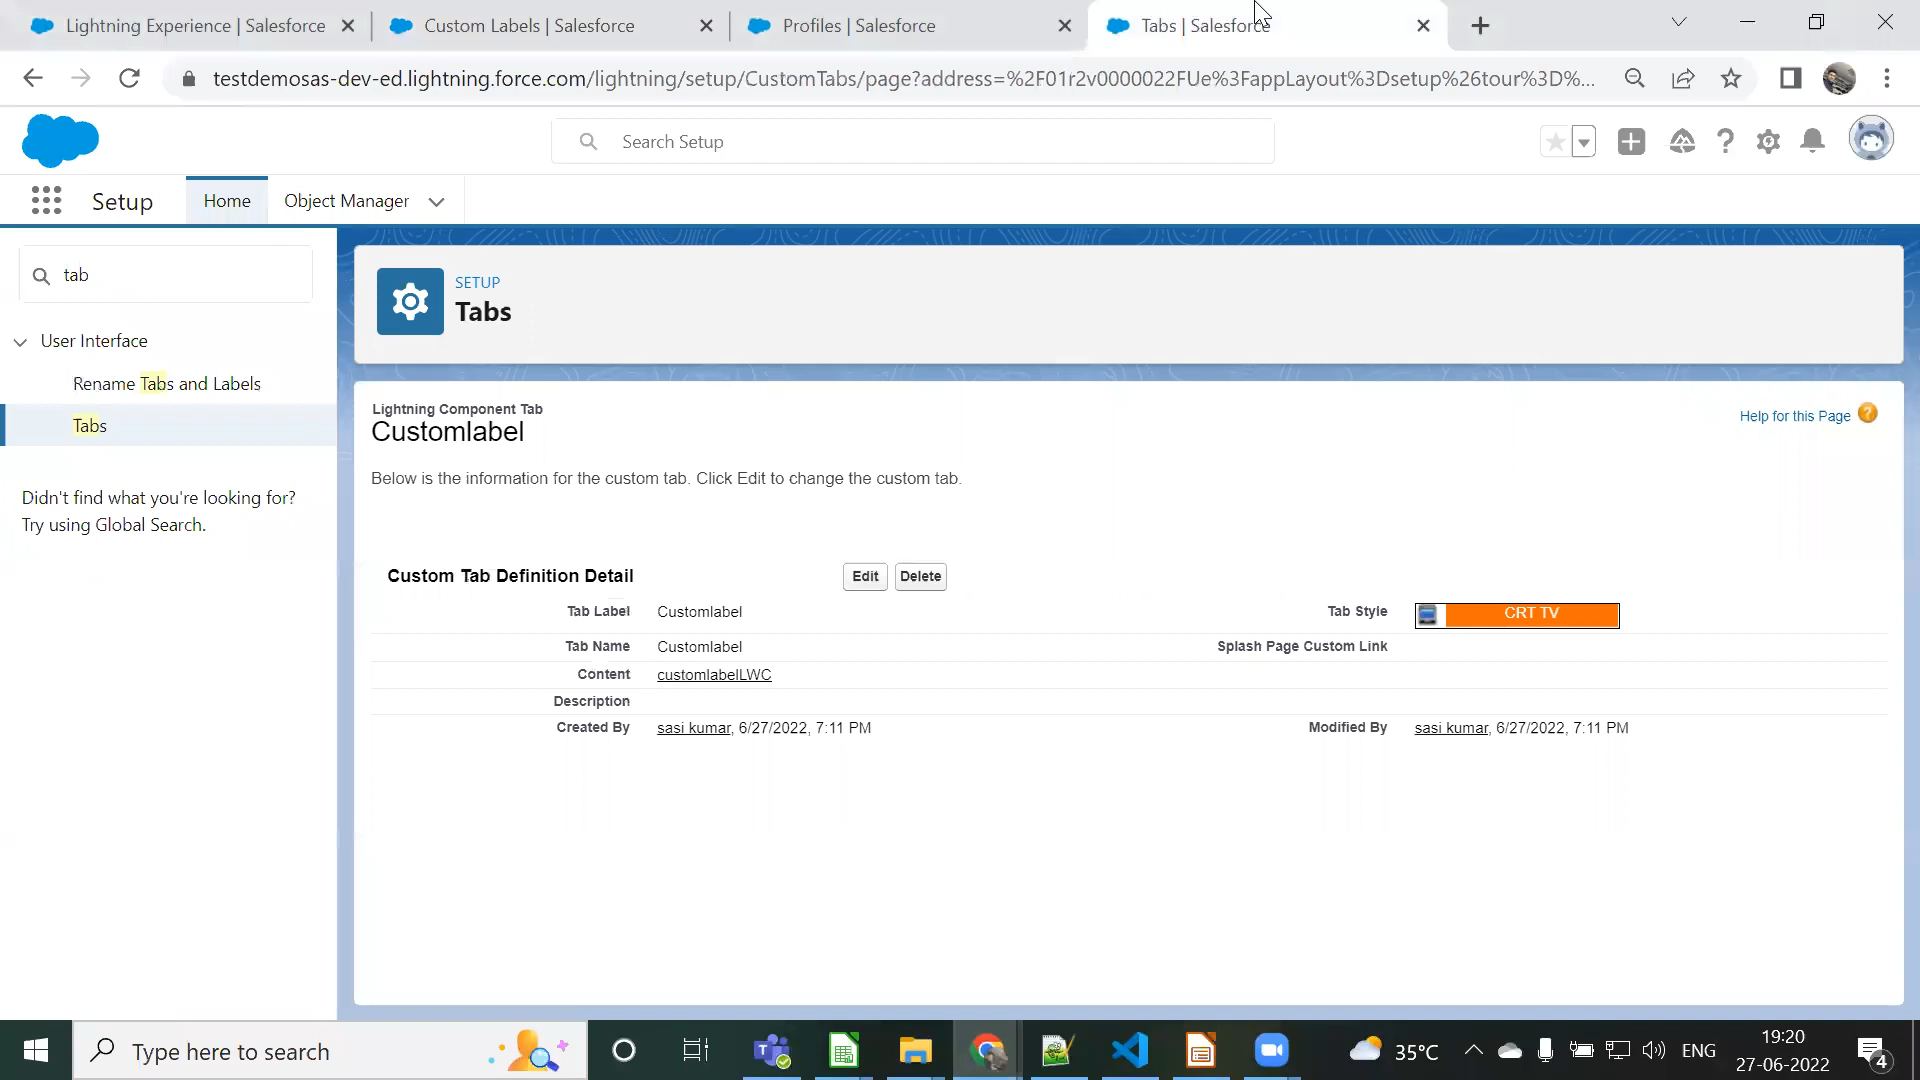 Lightning Experience | Salesforce
Custom Labels | Salesforce
Profiles | Salesforce
Tabs | Salesforce
testdemosas-dev-ed.lightning.force.com/lightning/setup/CustomTabs/page?address=%2F01r2v0000022FUe%3FappLayout%3Dsetup%26tour%3D%...
Search Setup
Setup
Home
Object Manager
tab
User Interface
Rename Tabs and Labels
Tabs
Didn't find what you're looking for?
Try using Global Search.
SETUP
Tabs
Lightning Component Tab
Customlabel
Help for this Page
Below is the information for the custom tab. Click Edit to change the custom tab.
Custom Tab Definition Detail
Edit
Delete
Tab Label Customlabel
Tab Style CRT TV
Tab Name Customlabel
Splash Page Custom Link
Content customlabelLWC
Description
Created By sasi kumar, 6/27/2022, 7:11 PM
Modified By sasi kumar, 6/27/2022, 7:11 PM
Type here to search
35°C
ENG
19:20
27-06-2022
4